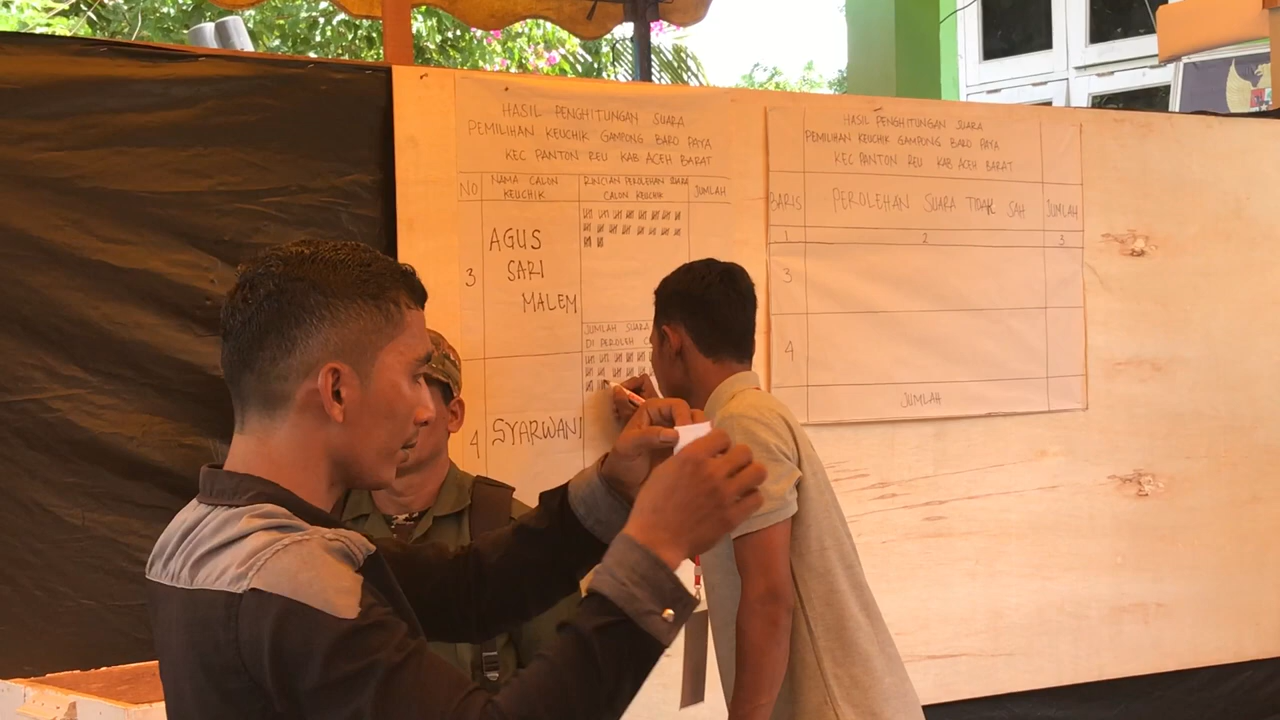 HASIL PENGHITUNGAN SUARA
PEMILIHAN KEUCHIK GAMPONG BARO PAYA
KEC PANTON REU KAB ACEH BARAT
NO NAMA CALON KEUCHIK RINCIAN PEROLEHAN SUARA CALON KEUCHIK JUMLAH
3 AGUS
SARI
MALEM
JUMLAH SUARA
DI PEROLEH
4 SYARWANI
HASIL PENGHITUNGAN SUARA
PEMILIHAN KEUCHIK GAMPONG BARO PAYA
KEC PANTON REU KAB ACEH BARAT
BARIS PEROLEHAN SUARA TIDAK SAH JUMLAH
1 2 3
3
4
JUMLAH